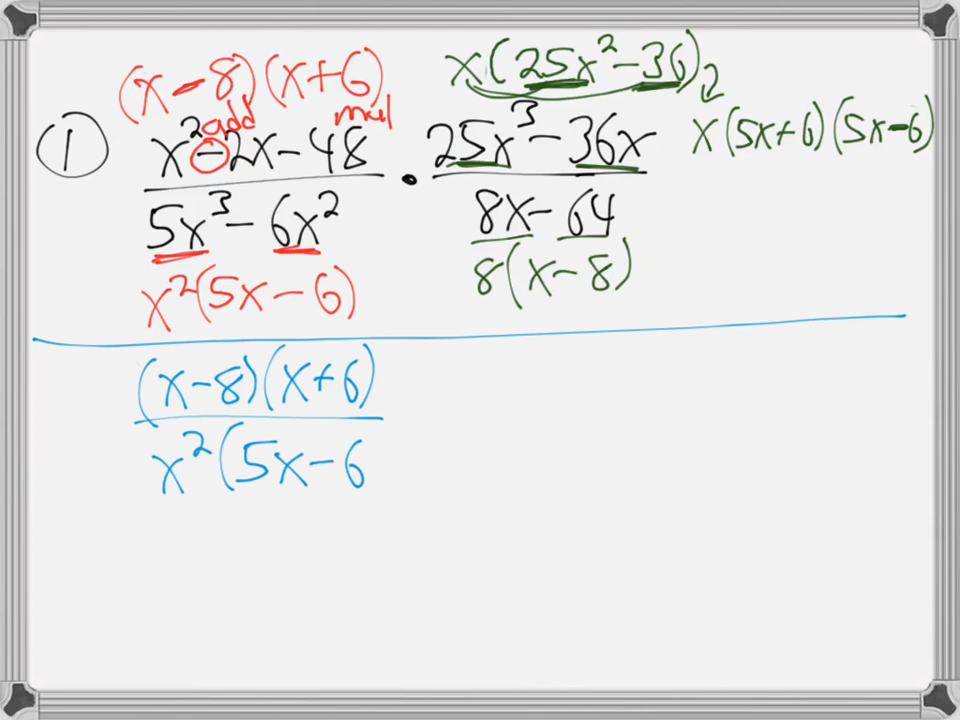 (x - 8)(x + 6) x(25x² - 36)
add mul x(5x + 6)(5x - 6)
① x² - 2x - 48 · 25x³ - 36x
5x³ - 6x² 8x - 64
x²(5x - 6) 8(x - 8)
(x - 8)(x + 6)
x²(5x - 6